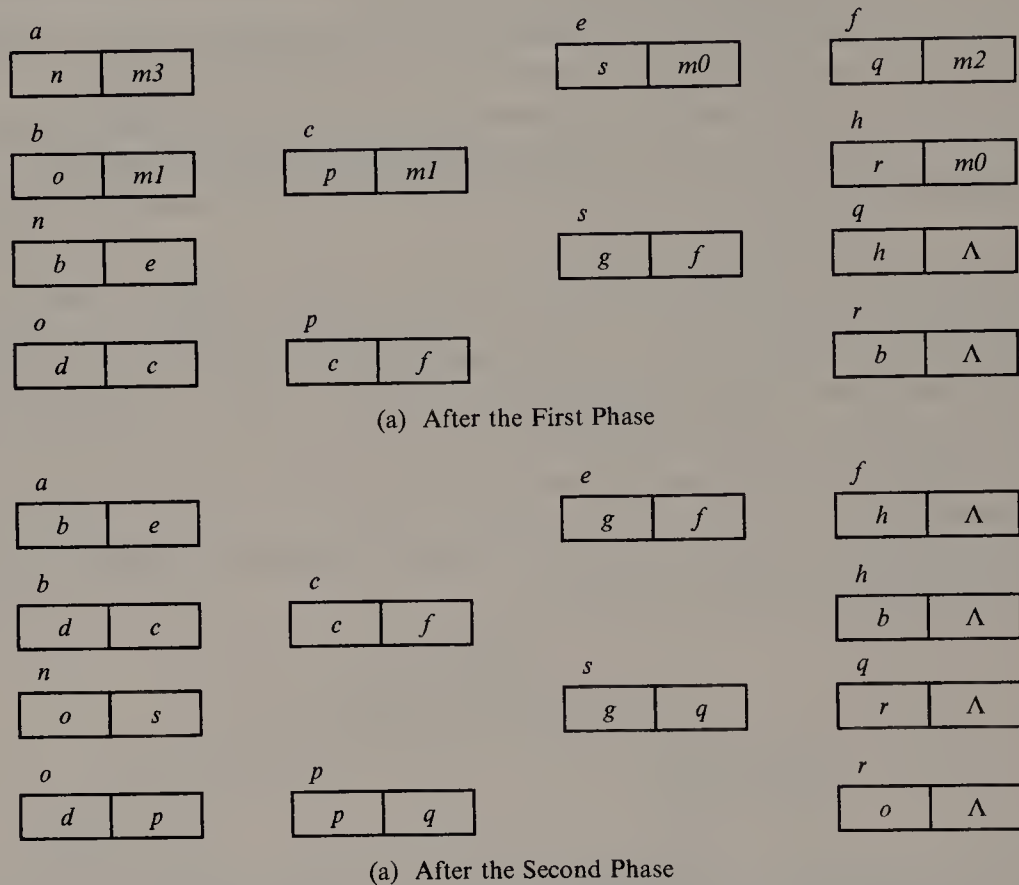 a e f
n m3 s m0 q m2
b c h
o m1 p m1 r m0
n s q
b e g f h Λ
o p r
d c c f b Λ
(a) After the First Phase
a e f
b e g f h Λ
b c h
d c c f b Λ
n s q
o s g q r Λ
o p r
d p p q o Λ
(a) After the Second Phase